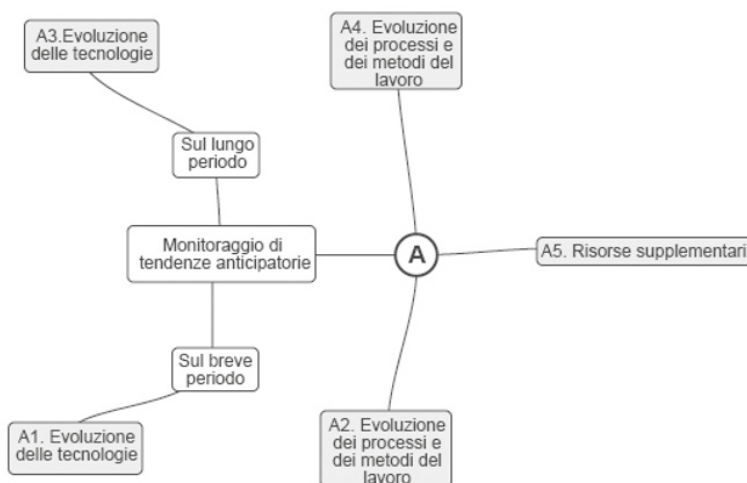 A3.Evoluzione
delle tecnologie
A4. Evoluzione
dei processi e
dei metodi del
lavoro
Sul lungo
periodo
Monitoraggio di
tendenze anticipatorie
A
A5. Risorse supplementari
Sul breve
periodo
A1. Evoluzione
delle tecnologie
A2. Evoluzione
dei processi e
dei metodi del
lavoro